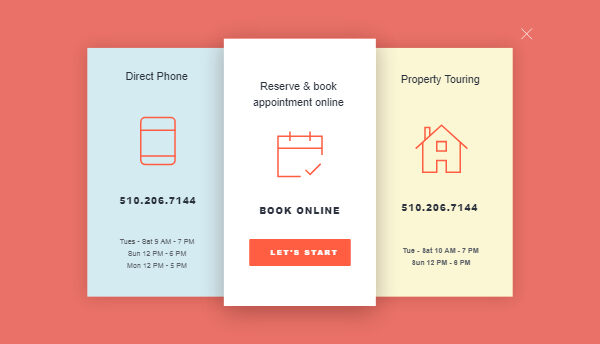 Direct Phone
510.206.7144
Tues - Sat 9 AM - 7 PM
Sun 12 PM - 6 PM
Mon 12 PM - 5 PM
Reserve & book
appointment online
BOOK ONLINE
LET'S START
Property Touring
510.206.7144
Tue - Sat 10 AM - 7 PM
Sun 12 PM - 6 PM